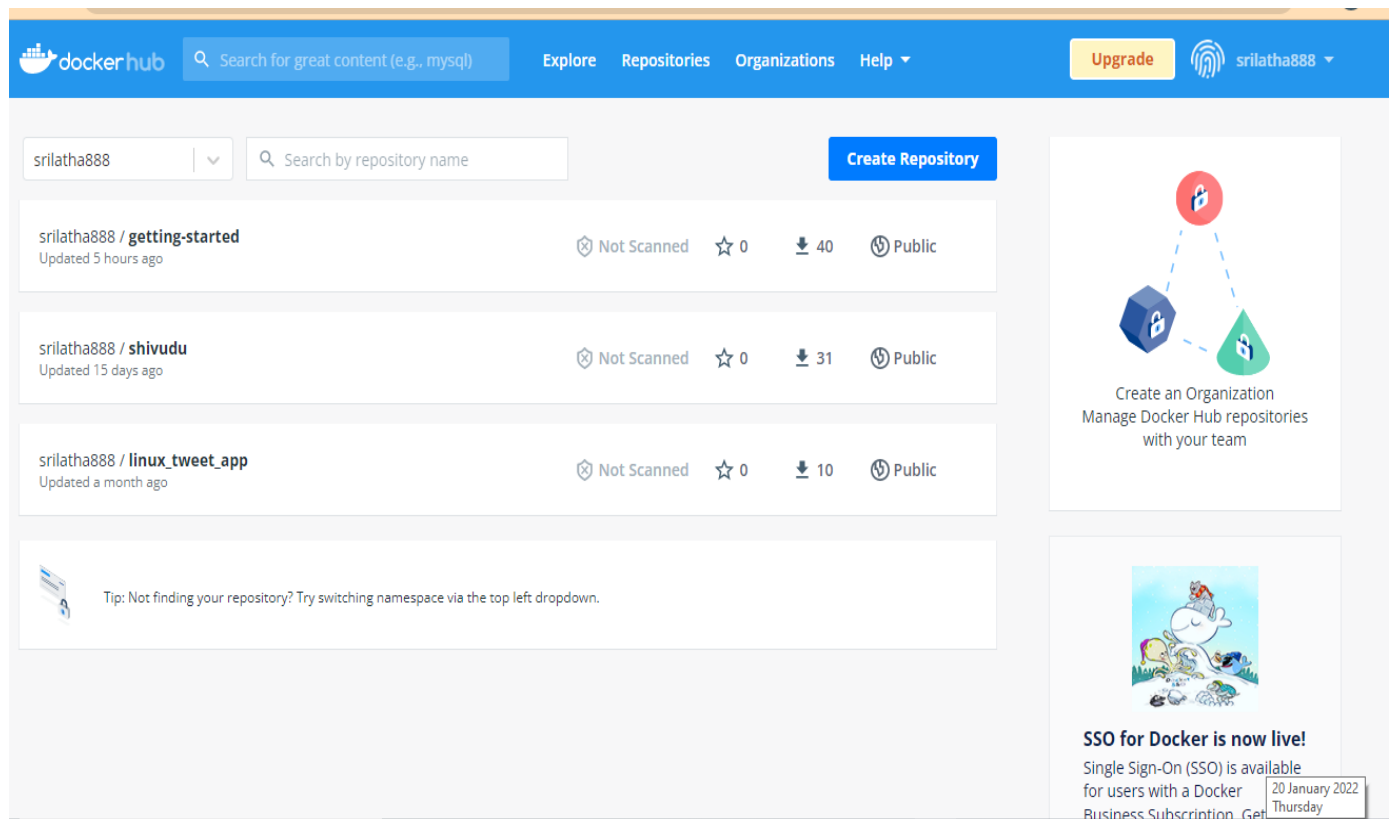 dockerhub
Search for great content (e.g., mysql)
Explore
Repositories
Organizations
Help
Upgrade
srilatha888
srilatha888
Search by repository name
Create Repository
srilatha888 / getting-started
Updated 5 hours ago
Not Scanned
0
40
Public
srilatha888 / shivudu
Updated 15 days ago
Not Scanned
0
31
Public
srilatha888 / linux_tweet_app
Updated a month ago
Not Scanned
0
10
Public
Tip: Not finding your repository? Try switching namespace via the top left dropdown.
Create an Organization
Manage Docker Hub repositories
with your team
SSO for Docker is now live!
Single Sign-On (SSO) is available
for users with a Docker
Business Subscription. Get
20 January 2022
Thursday